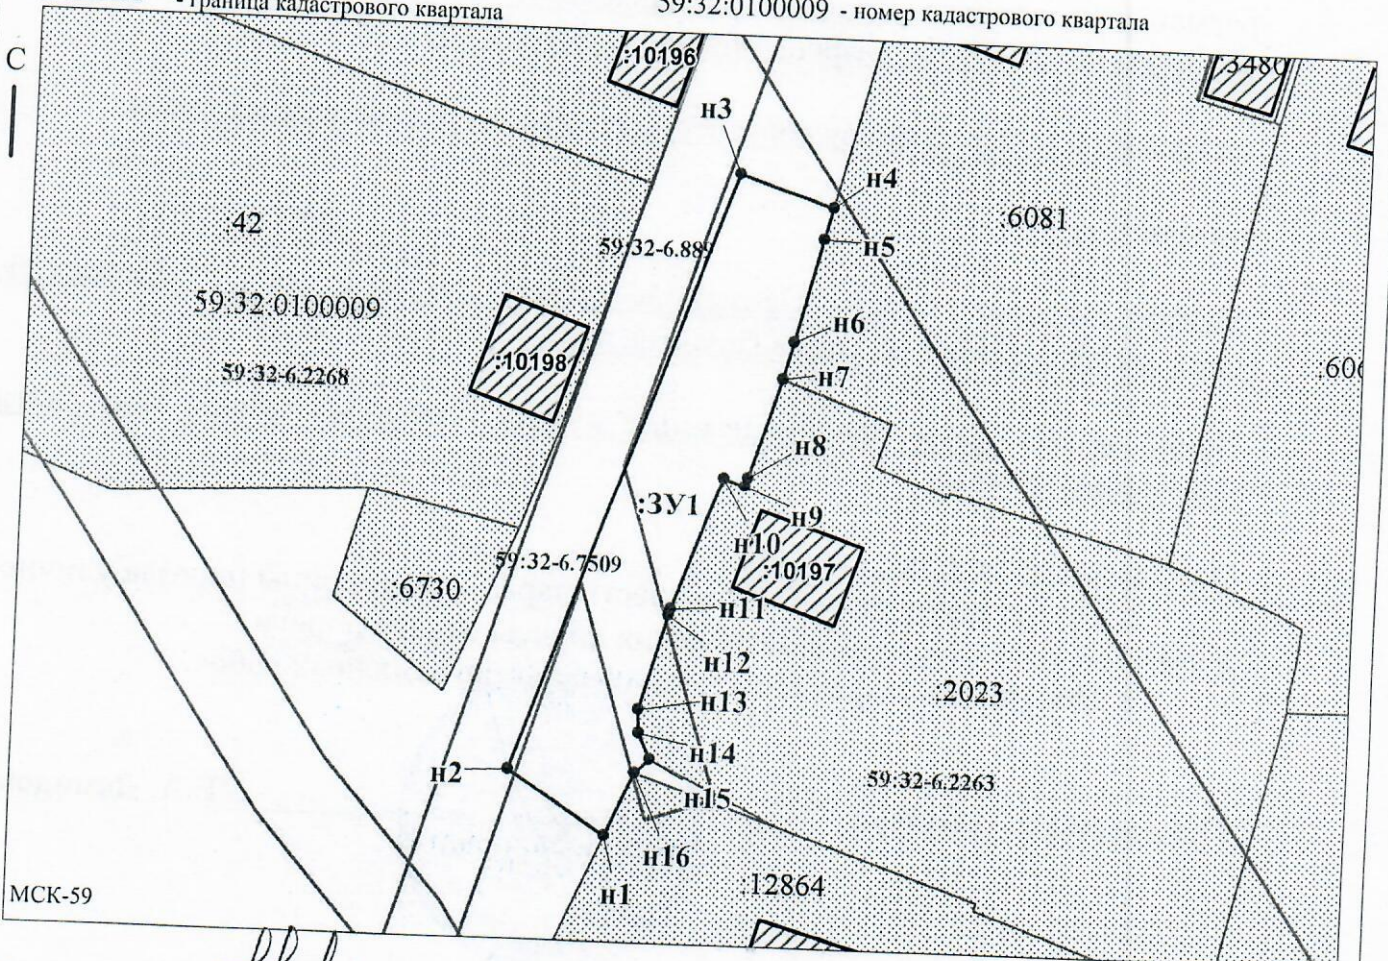 - граница кадастрового квартала
59:32:0100009 - номер кадастрового квартала
С
:10196
:3480
н3
н4
:42
:6081
н5
59:32-6.889
59:32:0100009
н6
:10198
59:32-6.2268
н7
:606
н8
:ЗУ1
н9
н10
59:32-6.7509
:10197
:6730
н11
н12
:2023
н13
н14
н2
59:32-6.2263
н15
н16
:12864
н1
МСК-59